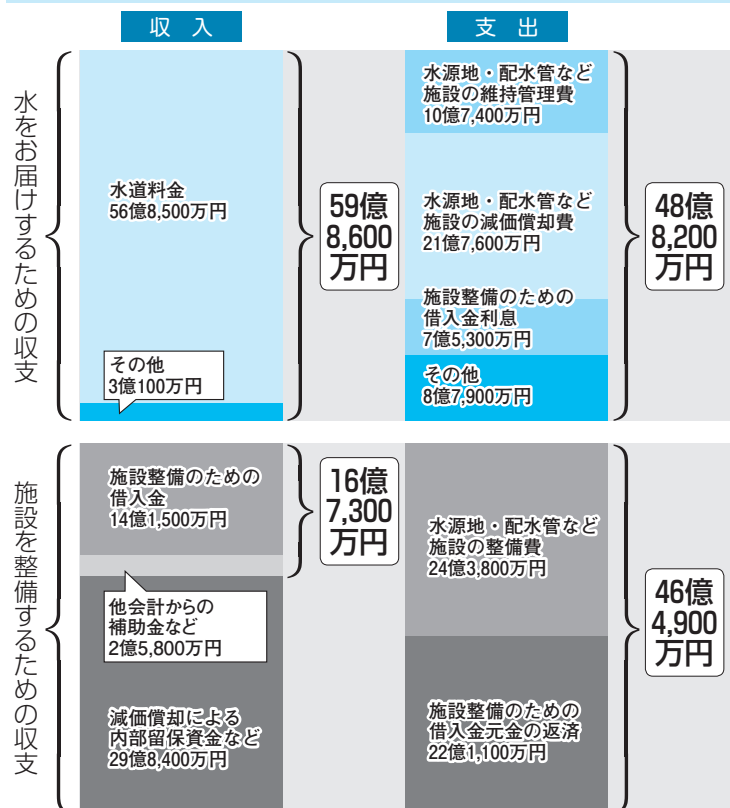 収入
支出
水をお届けするための収支
水道料金
56億8,500万円
その他
3億100万円
59億
8,600
万円
水源地・配水管など
施設の維持管理費
10億7,400万円
水源地・配水管など
施設の減価償却費
21億7,600万円
施設整備のための
借入金利息
7億5,300万円
その他
8億7,900万円
48億
8,200
万円
施設を整備するための収支
施設整備のための
借入金
14億1,500万円
他会計からの
補助金など
2億5,800万円
16億
7,300
万円
減価償却による
内部留保資金など
29億8,400万円
水源地・配水管など
施設の整備費
24億3,800万円
施設整備のための
借入金元金の返済
22億1,100万円
46億
4,900
万円